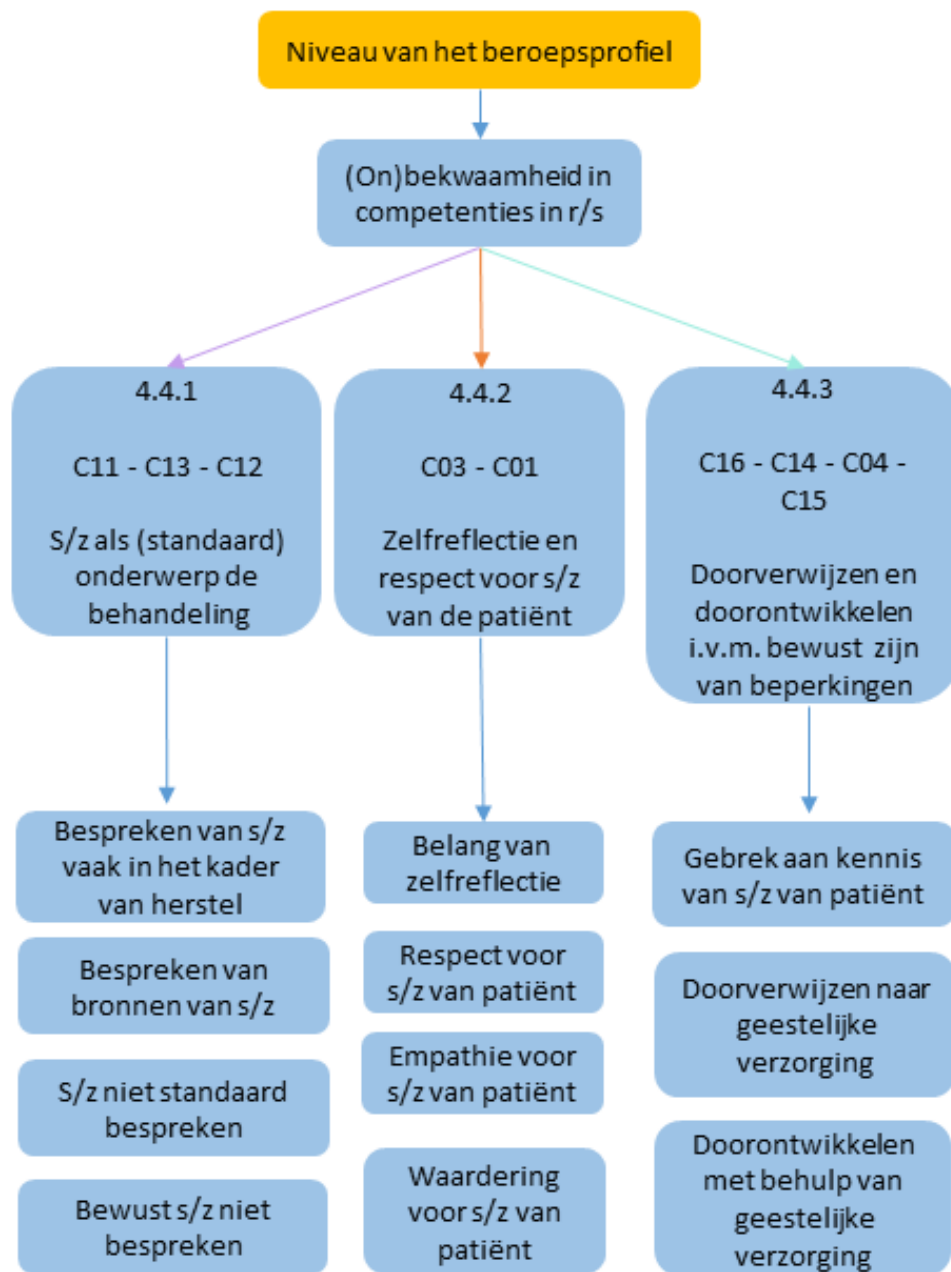 Niveau van het beroepsprofiel
(On)bekwaamheid in
competenties in r/s
4.4.1
C11 - C13 - C12
S/z als (standaard)
onderwerp de
behandeling
4.4.2
C03 - C01
Zelfreflectie en
respect voor s/z
van de patiënt
4.4.3
C16 - C14 - C04 -
C15
Doorverwijzen en
doorontwikkelen
i.v.m. bewust zijn
van beperkingen
Bespreken van s/z
vaak in het kader
van herstel
Bespreken van
bronnen van s/z
S/z niet standaard
bespreken
Bewust s/z niet
bespreken
Belang van
zelfreflectie
Respect voor
s/z van patiënt
Empathie voor
s/z van patiënt
Waardering
voor s/z van
patiënt
Gebrek aan kennis
van s/z van patiënt
Doorverwijzen naar
geestelijke
verzorging
Doorontwikkelen
met behulp van
geestelijke
verzorging